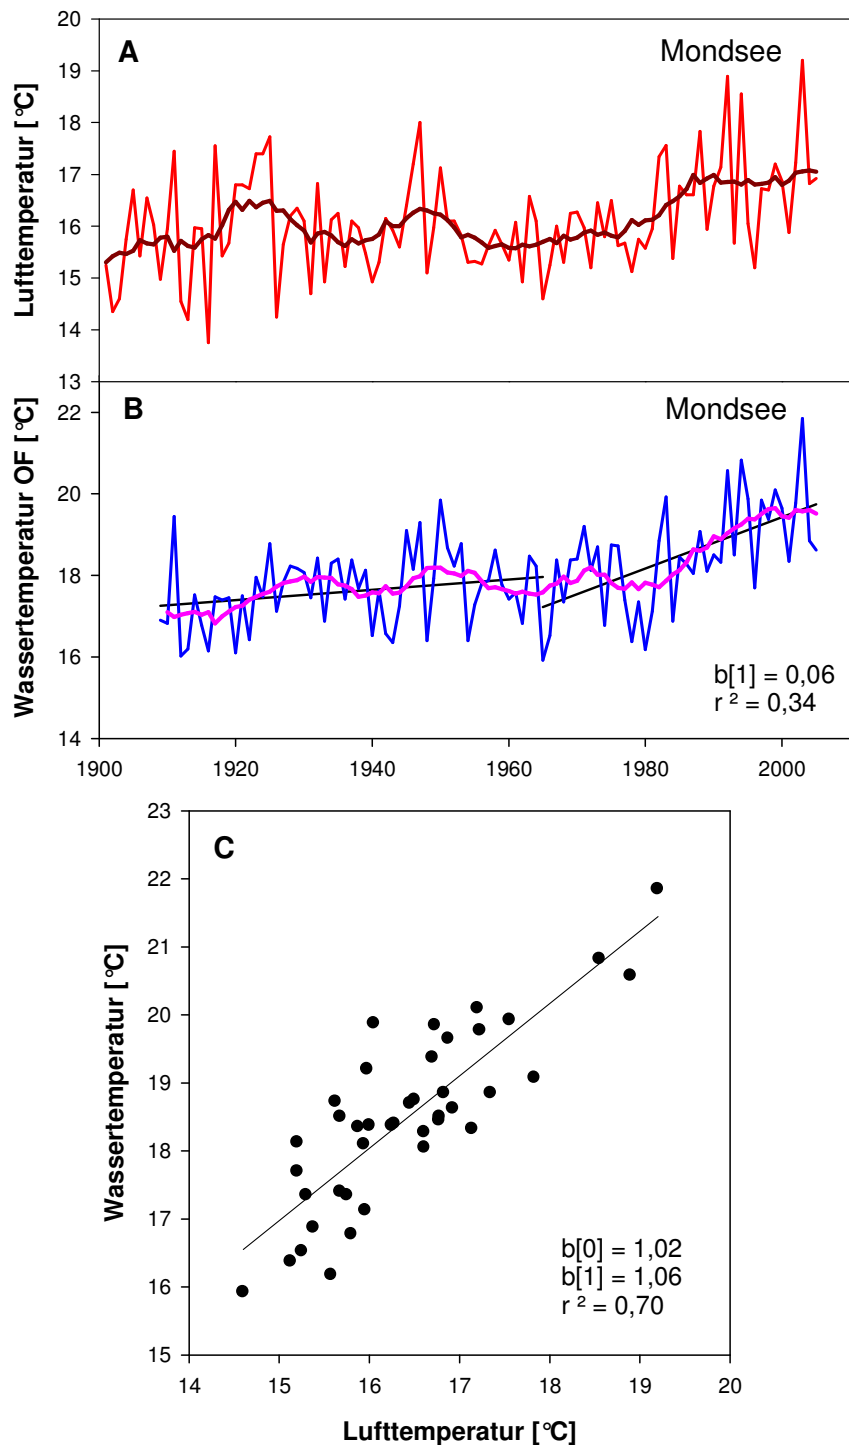 A
Mondsee
Lufttemperatur [°C]
20
19
18
17
16
15
14
13
B
Mondsee
Wassertemperatur OF [°C]
22
20
18
16
14
b[1] = 0,06
r ² = 0,34
1900 1920 1940 1960 1980 2000
C
Wassertemperatur [°C]
23
22
21
20
19
18
17
16
15
b[0] = 1,02
b[1] = 1,06
r ² = 0,70
14 15 16 17 18 19 20
Lufttemperatur [°C]